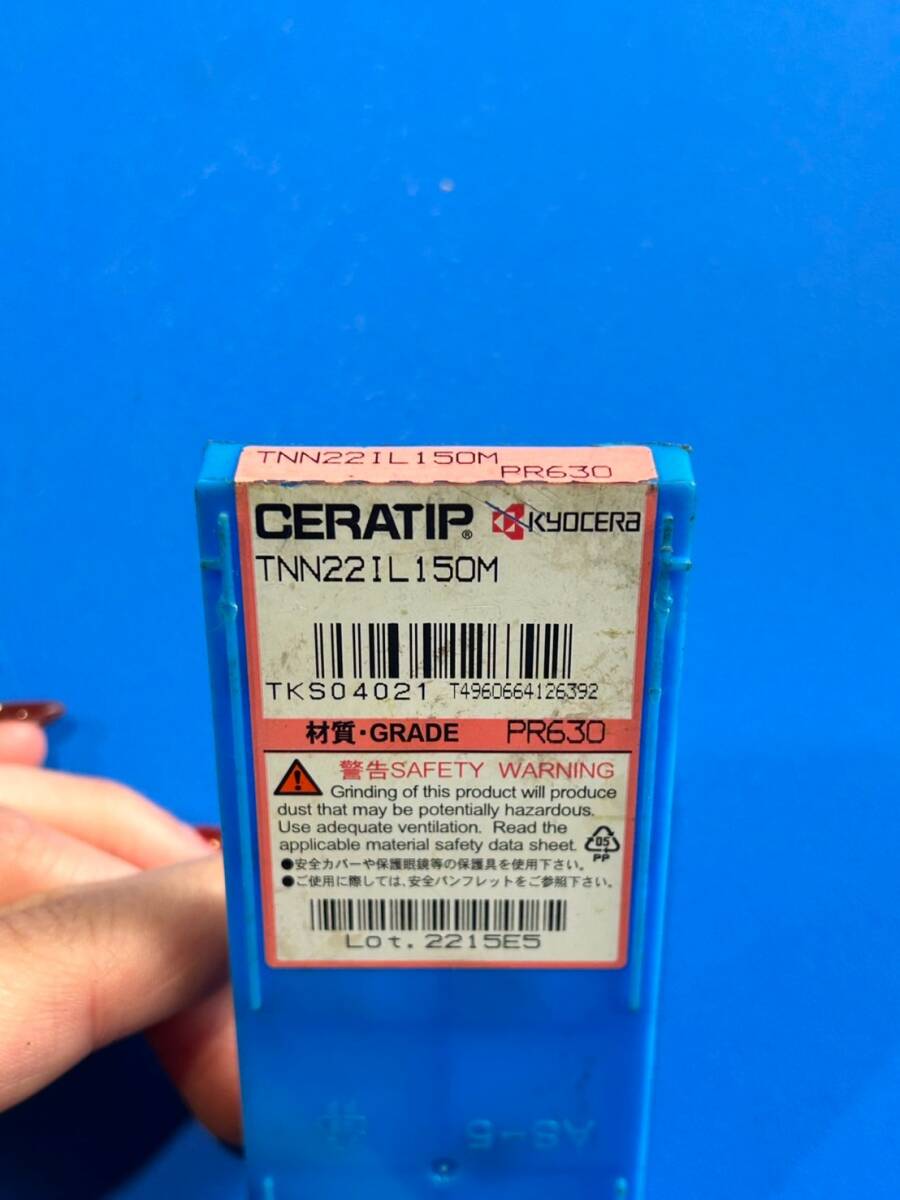 TNN22IL150M
PR630
CERATIP® KYOCERA
TNN22IL150M
TKS04021 T4960664126392
材質・GRADE PR630
警告SAFETY WARNING
Grinding of this product will produce
dust that may be potentially hazardous.
Use adequate ventilation. Read the
applicable material safety data sheet.
05
PP
●安全カバーや保護眼鏡等の保護具を使用下さい。
●ご使用に際しては、安全パンフレットをご参照下さい。
Lot. 2215E5
AS-5